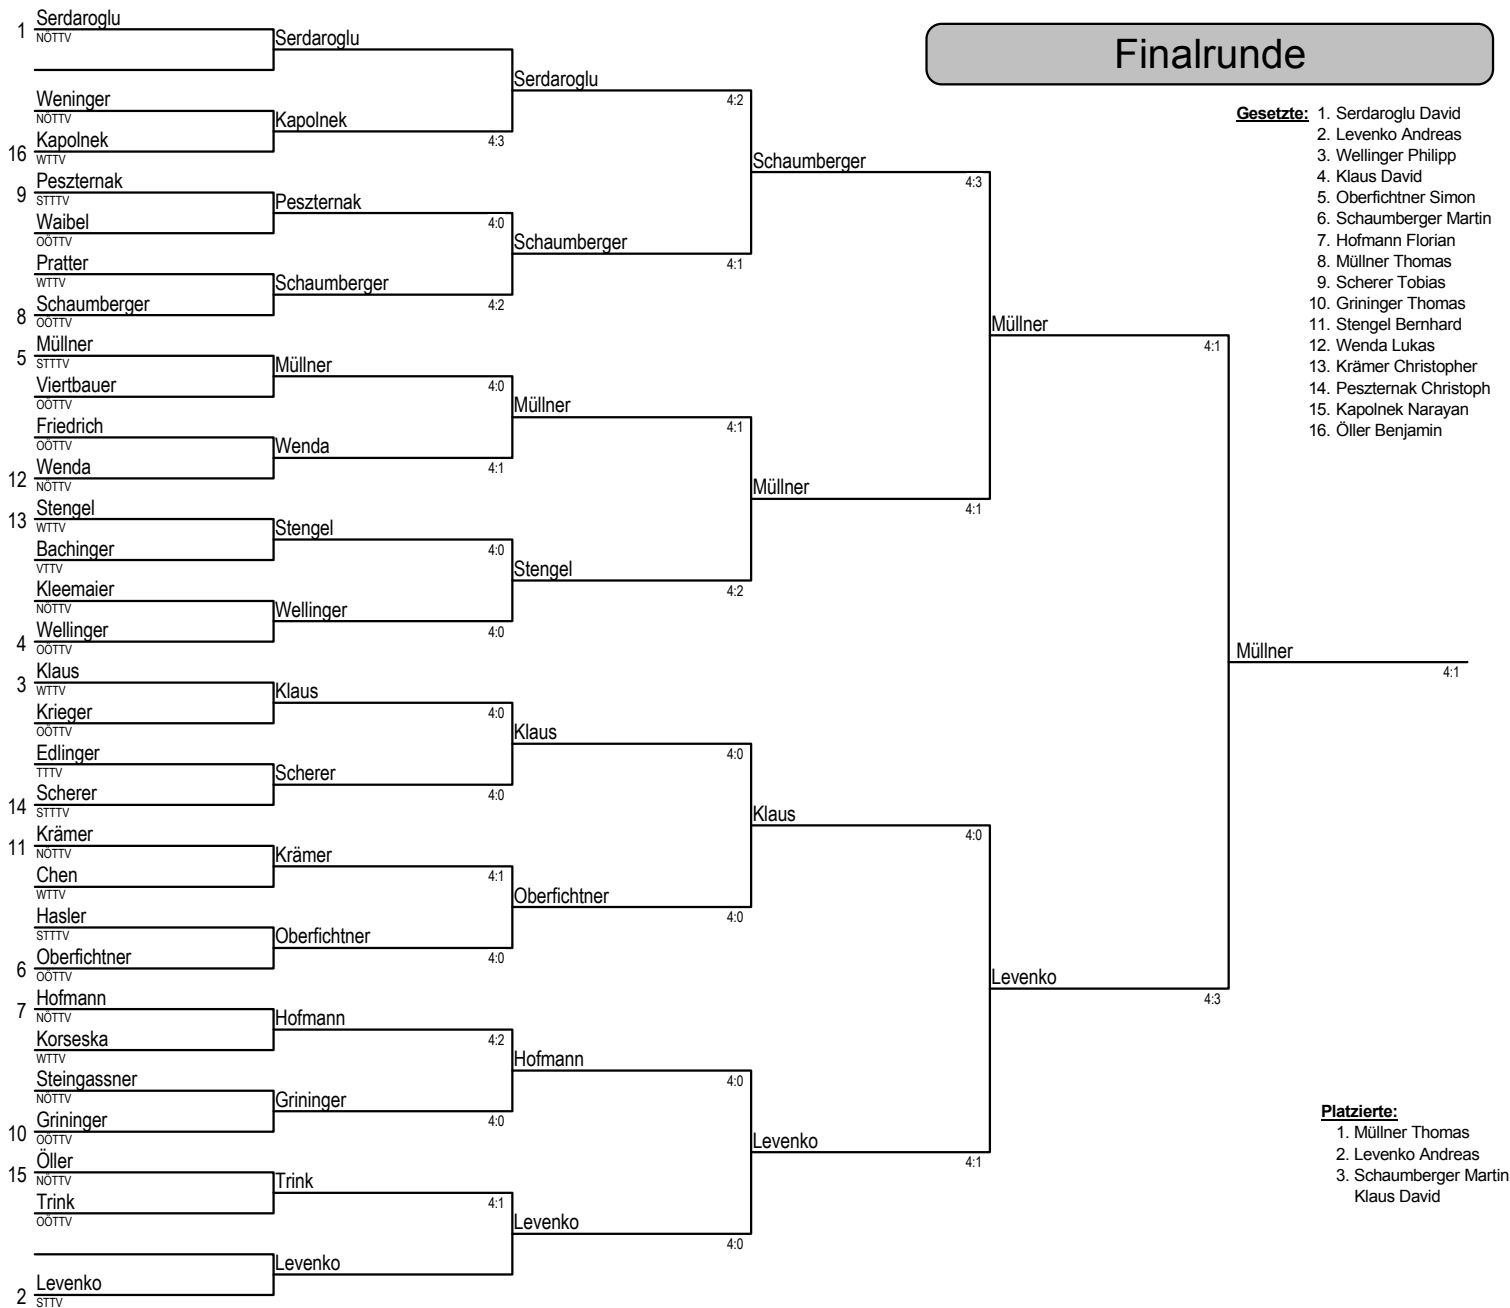 Finalrunde
Gesetzte: 1. Serdaroglu David
2. Levenko Andreas
3. Wellinger Philipp
4. Klaus David
5. Oberfichtner Simon
6. Schaumberger Martin
7. Hofmann Florian
8. Müllner Thomas
9. Scherer Tobias
10. Grininger Thomas
11. Stengel Bernhard
12. Wenda Lukas
13. Krämer Christopher
14. Peszternak Christoph
15. Kapolnek Narayan
16. Öller Benjamin
1 Serdaroglu
NÖTTV
Weninger
NÖTTV
16 Kapolnek
WTTV
9 Peszternak
STTTV
Waibel
OÖTTV
Pratter
WTTV
8 Schaumberger
OÖTTV
5 Müllner
STTTV
Viertbauer
OÖTTV
Friedrich
OÖTTV
12 Wenda
NÖTTV
13 Stengel
WTTV
Bachinger
VTTV
Kleemaier
NÖTTV
4 Wellinger
OÖTTV
3 Klaus
WTTV
Krieger
OÖTTV
Edlinger
TTTV
14 Scherer
STTTV
11 Krämer
NÖTTV
Chen
WTTV
Hasler
STTTV
6 Oberfichtner
OÖTTV
7 Hofmann
NÖTTV
Korseska
WTTV
Steingassner
NÖTTV
10 Grininger
OÖTTV
15 Öller
NÖTTV
Trink
OÖTTV
2 Levenko
STTV
Serdaroglu
Kapolnek
4:3
Peszternak
4:0
Schaumberger
4:2
Müllner
4:0
Wenda
4:1
Stengel
4:0
Wellinger
4:0
Klaus
4:0
Scherer
4:0
Krämer
4:1
Oberfichtner
4:0
Hofmann
4:2
Grininger
4:0
Trink
4:1
Levenko
Serdaroglu
4:2
Schaumberger
4:1
Müllner
4:1
Stengel
4:2
Klaus
4:0
Oberfichtner
4:0
Hofmann
4:0
Levenko
4:0
Schaumberger
4:3
Müllner
4:1
Klaus
4:0
Levenko
4:1
Müllner
4:1
Levenko
4:3
Müllner
4:1
Platzierte:
1. Müllner Thomas
2. Levenko Andreas
3. Schaumberger Martin
Klaus David